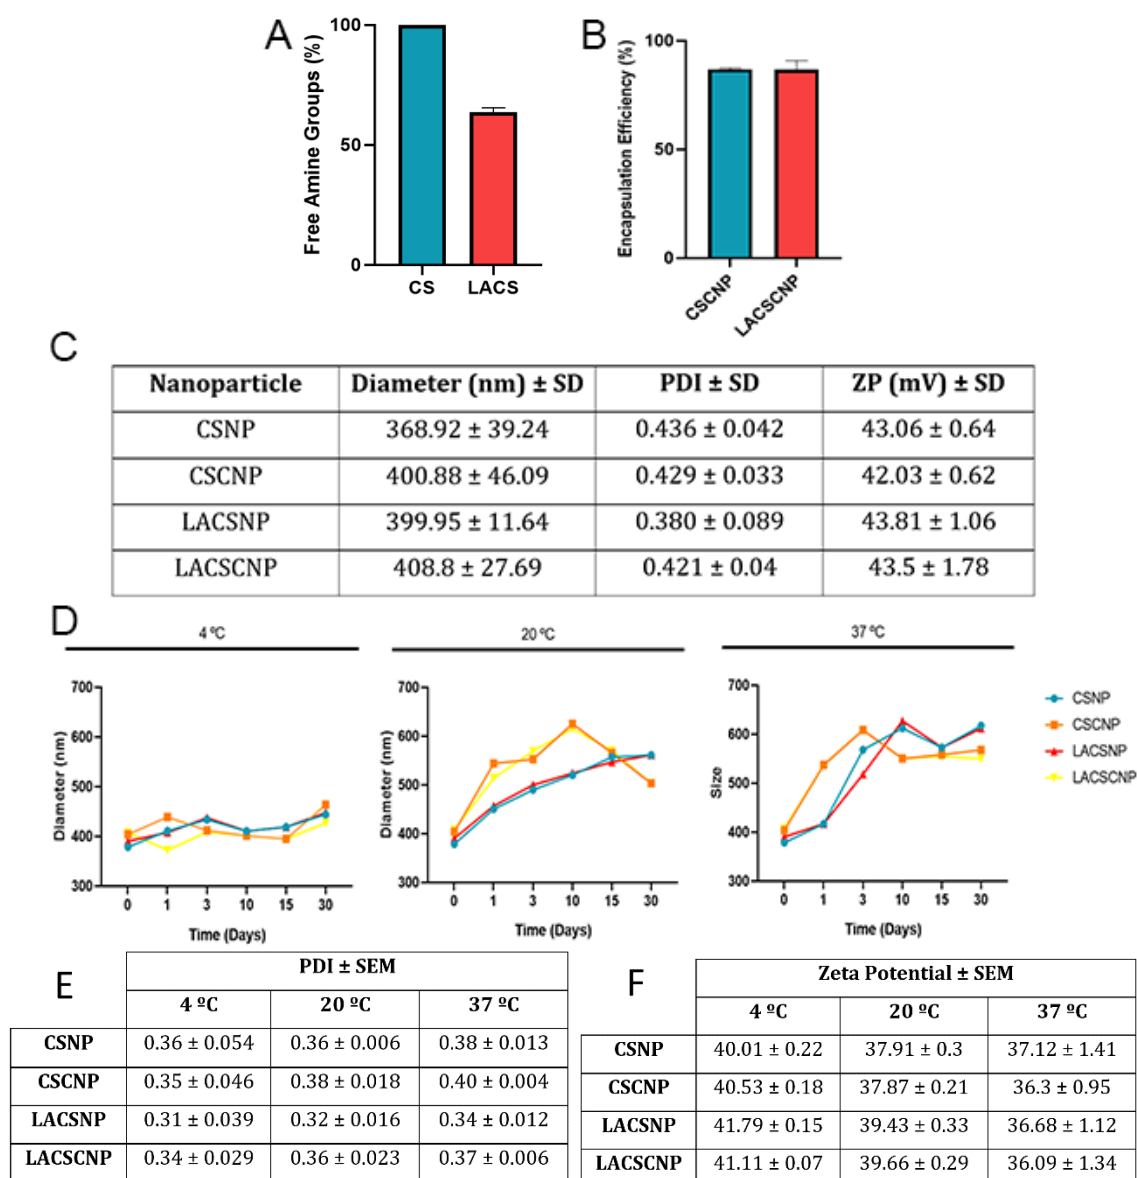 A
Free Amine Groups (%)
100
50
0
CS LACS
B
Encapsulation Efficiency (%)
100
50
0
CSCNP
LACSCNP
C
Nanoparticle Diameter (nm) ± SD PDI ± SD ZP (mV) ± SD
CSNP 368.92 ± 39.24 0.436 ± 0.042 43.06 ± 0.64
CSCNP 400.88 ± 46.09 0.429 ± 0.033 42.03 ± 0.62
LACSNP 399.95 ± 11.64 0.380 ± 0.089 43.81 ± 1.06
LACSCNP 408.8 ± 27.69 0.421 ± 0.04 43.5 ± 1.78
D
4 ºC
Diameter (nm)
700
500
400
300
0 1 3 10 15 30
Time (Days)
20 ºC
Diameter (nm)
700
600
500
400
300
0 1 3 10 15 30
Time (Days)
37 ºC
Size
700
600
500
400
300
0 1 3 10 15 30
Time (Days)
CSNP
CSCNP
LACSNP
LACSCNP
E
PDI ± SEM
4 ºC 20 ºC 37 ºC
CSNP 0.36 ± 0.054 0.36 ± 0.006 0.38 ± 0.013
CSCNP 0.35 ± 0.046 0.38 ± 0.018 0.40 ± 0.004
LACSNP 0.31 ± 0.039 0.32 ± 0.016 0.34 ± 0.012
LACSCNP 0.34 ± 0.029 0.36 ± 0.023 0.37 ± 0.006
F
Zeta Potential ± SEM
4 ºC 20 ºC 37 ºC
CSNP 40.01 ± 0.22 37.91 ± 0.3 37.12 ± 1.41
CSCNP 40.53 ± 0.18 37.87 ± 0.21 36.3 ± 0.95
LACSNP 41.79 ± 0.15 39.43 ± 0.33 36.68 ± 1.12
LACSCNP 41.11 ± 0.07 39.66 ± 0.29 36.09 ± 1.34